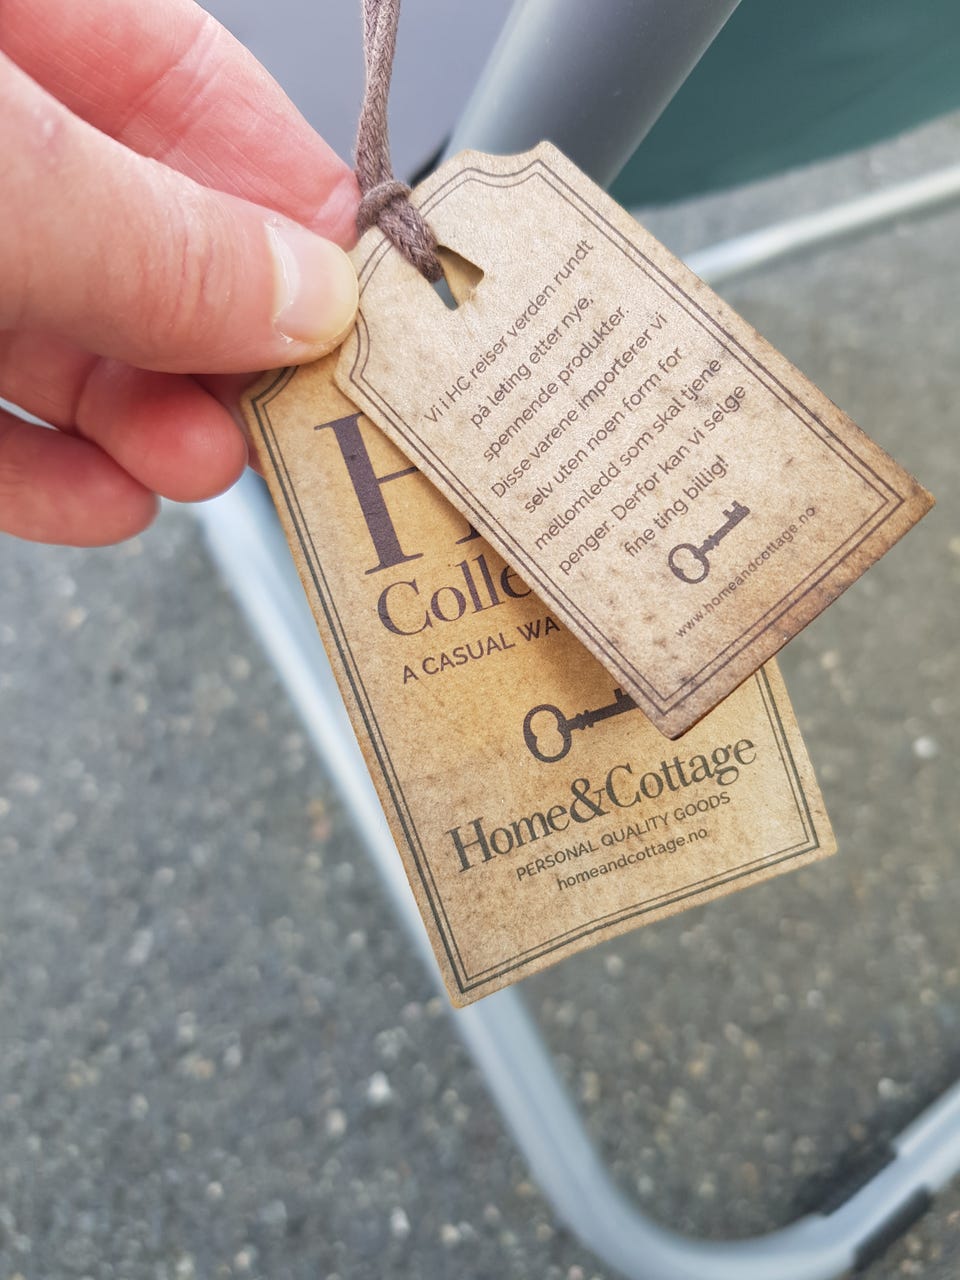 Vi i HC reiser verden rundt
på leting etter nye,
spennende produkter.
Disse varene importerer vi
selv uten noen form for
mellomledd som skal tjene
penger. Derfor kan vi selge
fine ting billig!
www.homeandcottage.no
H
Colle
A CASUAL WA
Home&Cottage
PERSONAL QUALITY GOODS
homeandcottage.no